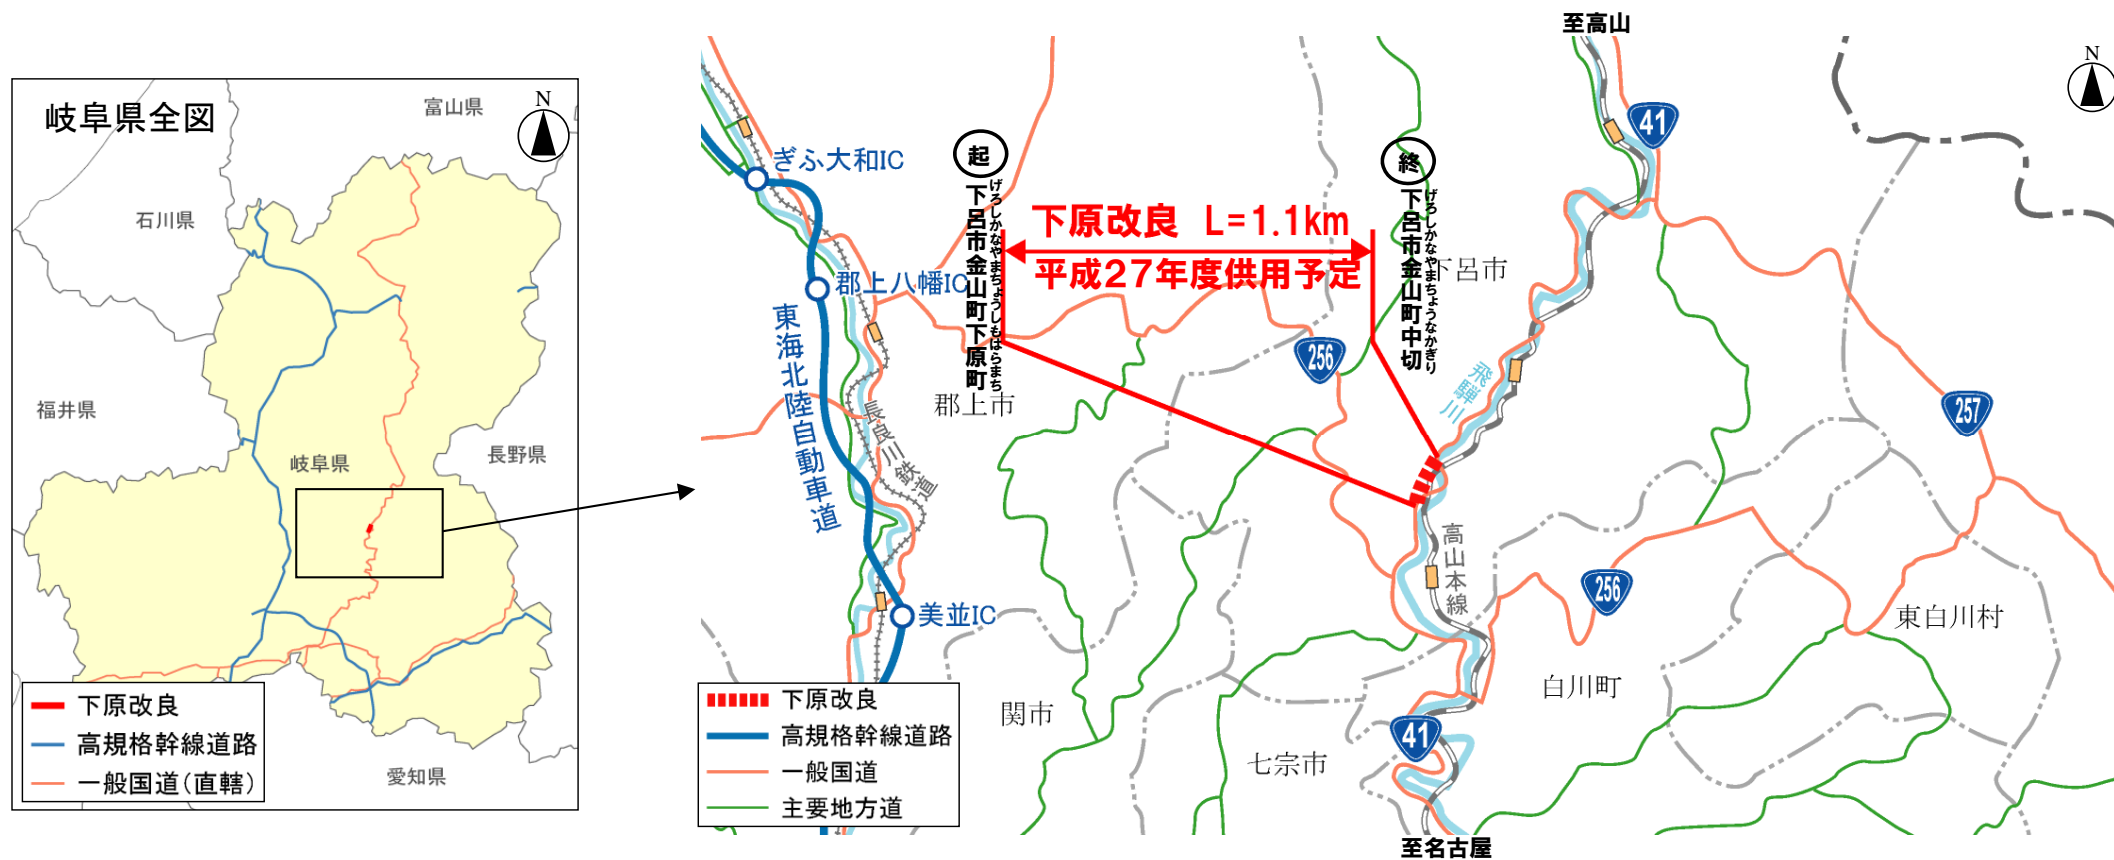 岐阜県全図
N
富山県
石川県
福井県
岐阜県
長野県
愛知県
下原改良
高規格幹線道路
一般国道(直轄)
至高山
N
41
ぎふ大和IC
起
げろしかなやまちょうしもはらまち
下呂市金山町下原町
終
げろしかなやまちょうなかぎり
下呂市金山町中切
下原改良 L=1.1km
平成27年度供用予定
下呂市
郡上八幡IC
東海北陸自動車道
256
飛騨川
257
郡上市
長良川鉄道
高山本線
256
美並IC
東白川村
白川町
関市
七宗市
41
下原改良
高規格幹線道路
一般国道
主要地方道
至名古屋